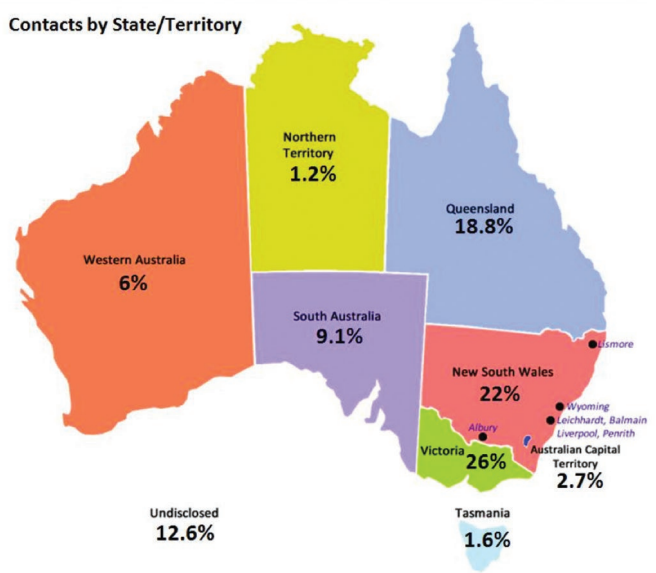 Contacts by State/Territory
Northern
Territory
1.2%
Queensland
18.8%
Western Australia
6%
South Australia
9.1%
Lismore
New South Wales
22%
Wyoming
Leichhardt, Balmain
Liverpool, Penrith
Albury
Victoria
26%
Australian Capital
Territory
2.7%
Undisclosed
12.6%
Tasmania
1.6%